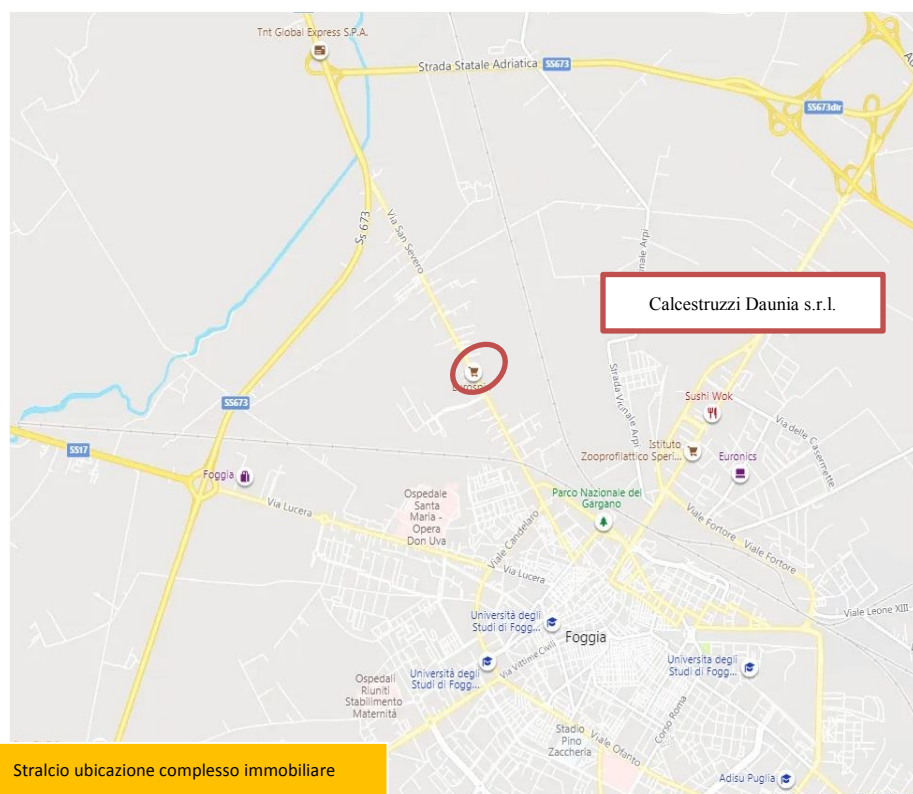 Tnt Global Express S.P.A.
Strada Statale Adriatica SS673
SS673dir
Ss 673
Via San Severo
Strada Vicinale Arpi
Calcestruzzi Daunia s.r.l.
SS673
Sushi Wok
SS17
Foggia
Istituto
Zooprofilattico Speri...
Euronics
Via delle Casermette
Via Lucera
Ospedale
Santa
Maria -
Opera
Don Uva
Parco Nazionale del
Gargano
Viale Candelaro
Viale Fortore
Viale Fortore
Via Lucera
Viale Leone XIII
Università degli
Studi di Fogg...
Foggia
Via Vittime Civili
Università degli
Studi di Fogg...
Università degli
Studi di Fogg...
Ospedali
Riuniti
Stabilimento
Maternità
Corso Roma
Stadio
Pino
Zaccheria
Viale Ofanto
Stralcio ubicazione complesso immobiliare
Adisu Puglia